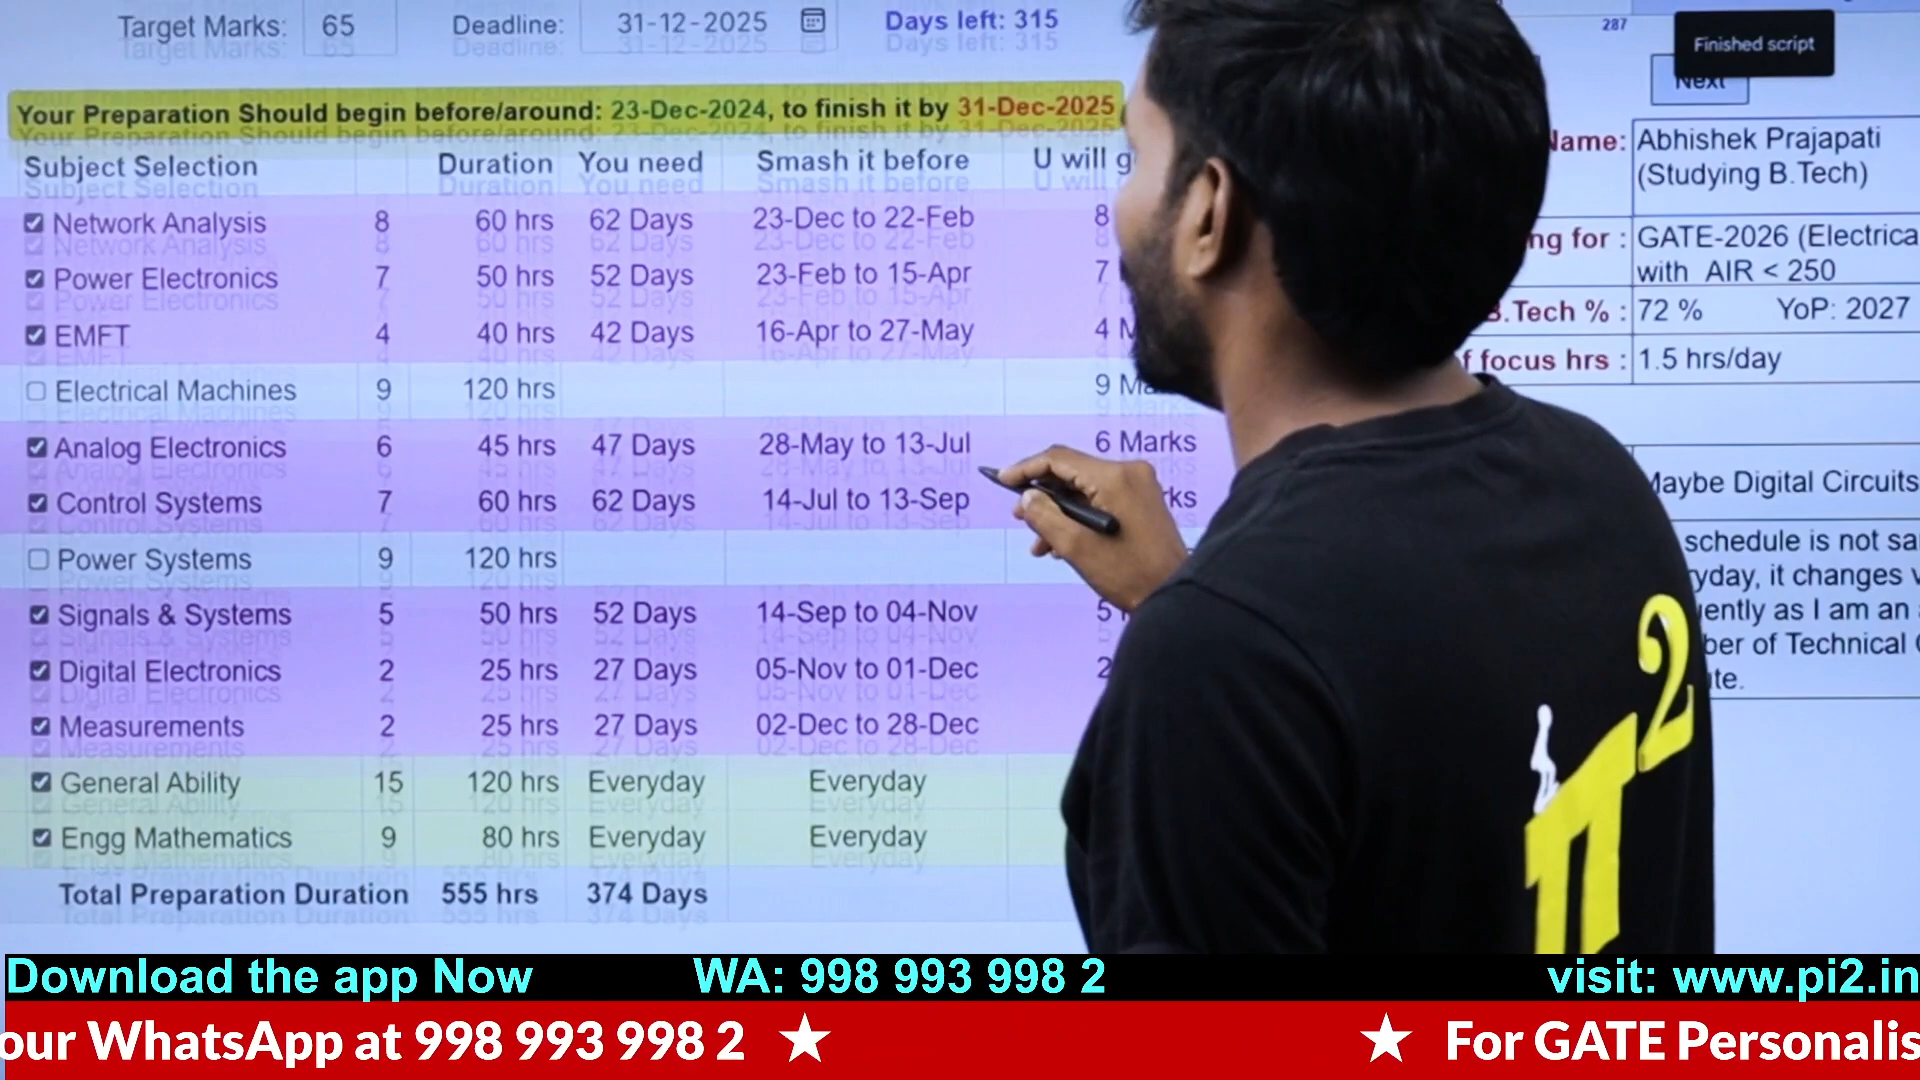 Target Marks: 65 Deadline: 31-12-2025 Days left: 315
287
Finished script
Next
Your Preparation Should begin before/around: 23-Dec-2024, to finish it by 31-Dec-2025
Subject Selection Duration You need Smash it before U will g
Network Analysis 8 60 hrs 62 Days 23-Dec to 22-Feb 8
Power Electronics 7 50 hrs 52 Days 23-Feb to 15-Apr 7
EMFT 4 40 hrs 42 Days 16-Apr to 27-May 4 M
Electrical Machines 9 120 hrs 9 Ma
Analog Electronics 6 45 hrs 47 Days 28-May to 13-Jul 6 Marks
Control Systems 7 60 hrs 62 Days 14-Jul to 13-Sep rks
Power Systems 9 120 hrs
Signals & Systems 5 50 hrs 52 Days 14-Sep to 04-Nov 5
Digital Electronics 2 25 hrs 27 Days 05-Nov to 01-Dec 2
Measurements 2 25 hrs 27 Days 02-Dec to 28-Dec
General Ability 15 120 hrs Everyday Everyday
Engg Mathematics 9 80 hrs Everyday Everyday
Total Preparation Duration 555 hrs 374 Days
Name: Abhishek Prajapati
(Studying B.Tech)
ng for : GATE-2026 (Electrica
with AIR < 250
B.Tech % : 72 % YoP: 2027
f focus hrs : 1.5 hrs/day
Maybe Digital Circuits
schedule is not sa
yday, it changes v
uently as I am an
ber of Technical
te.
π2
Download the app Now WA: 998 993 998 2 visit: www.pi2.in
our WhatsApp at 998 993 998 2 ★ ★ For GATE Personalis